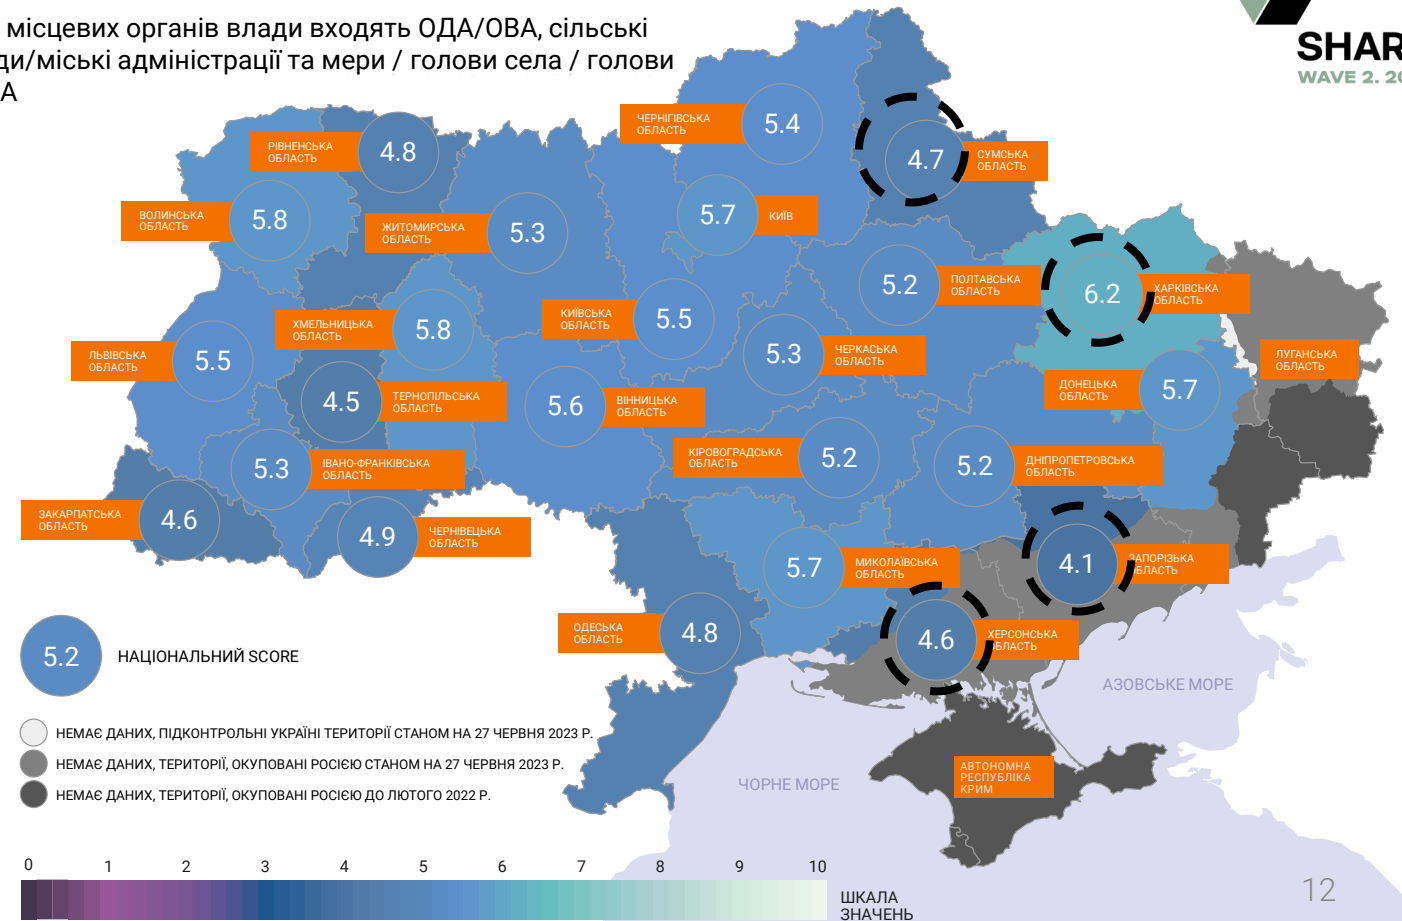 місцевих органів влади входять ОДА/ОВА, сільські
ди/міські адміністрації та мери / голови села / голови
А
SHAR
WAVE 2. 20
ЧЕРНІГІВСЬКА
ОБЛАСТЬ
5.4
РІВНЕНСЬКА
ОБЛАСТЬ
4.8
4.7
СУМСЬКА
ОБЛАСТЬ
ВОЛИНСЬКА
ОБЛАСТЬ
5.8
ЖИТОМИРСЬКА
ОБЛАСТЬ
5.3
5.7
КИЇВ
5.2
ПОЛТАВСЬКА
ОБЛАСТЬ
6.2
ХАРКІВСЬКА
ОБЛАСТЬ
ХМЕЛЬНИЦЬКА
ОБЛАСТЬ
5.8
КИЇВСЬКА
ОБЛАСТЬ
5.5
5.3
ЧЕРКАСЬКА
ОБЛАСТЬ
ЛУГАНСЬКА
ОБЛАСТЬ
ЛЬВІВСЬКА
ОБЛАСТЬ
5.5
4.5
ТЕРНОПІЛЬСЬКА
ОБЛАСТЬ
5.6
ВІННИЦЬКА
ОБЛАСТЬ
ДОНЕЦЬКА
ОБЛАСТЬ
5.7
5.3
ІВАНО-ФРАНКІВСЬКА
ОБЛАСТЬ
КІРОВОГРАДСЬКА
ОБЛАСТЬ
5.2
5.2
ДНІПРОПЕТРОВСЬКА
ОБЛАСТЬ
ЗАКАРПАТСЬКА
ОБЛАСТЬ
4.6
4.9
ЧЕРНІВЕЦЬКА
ОБЛАСТЬ
5.7
МИКОЛАЇВСЬКА
ОБЛАСТЬ
4.1
ЗАПОРІЗЬКА
ОБЛАСТЬ
ОДЕСЬКА
ОБЛАСТЬ
4.8
4.6
ХЕРСОНСЬКА
ОБЛАСТЬ
5.2
НАЦІОНАЛЬНИЙ SCORE
АЗОВСЬКЕ МОРЕ
НЕМАЄ ДАНИХ, ПІДКОНТРОЛЬНІ УКРАЇНІ ТЕРИТОРІЇ СТАНОМ НА 27 ЧЕРВНЯ 2023 Р.
НЕМАЄ ДАНИХ, ТЕРИТОРІЇ, ОКУПОВАНІ РОСІЄЮ СТАНОМ НА 27 ЧЕРВНЯ 2023 Р.
НЕМАЄ ДАНИХ, ТЕРИТОРІЇ, ОКУПОВАНІ РОСІЄЮ ДО ЛЮТОГО 2022 Р.
ЧОРНЕ МОРЕ
АВТОНОМНА
РЕСПУБЛІКА
КРИМ
0 1 2 3 4 5 6 7 8 9 10
ШКАЛА
ЗНАЧЕНЬ
12